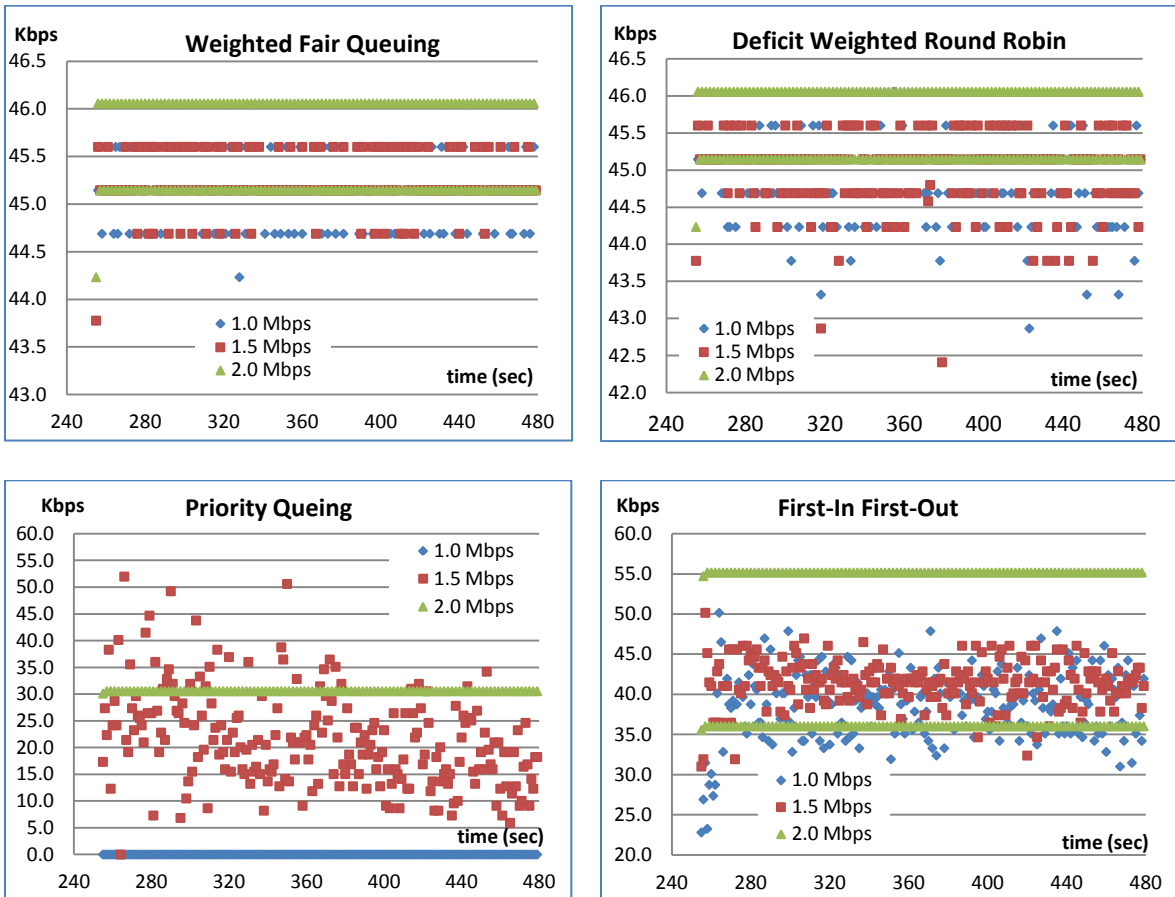 Kbps
Weighted Fair Queuing
46.5
46.0
45.5
45.0
44.5
44.0
43.5
43.0
1.0 Mbps
1.5 Mbps
2.0 Mbps
time (sec)
240 280 320 360 400 440 480
Kbps
Deficit Weighted Round Robin
46.5
46.0
45.5
45.0
44.5
44.0
43.5
43.0
42.5
42.0
1.0 Mbps
1.5 Mbps
2.0 Mbps
time (sec)
240 280 320 360 400 440 480
Kbps
Priority Queing
60.0
55.0
50.0
45.0
40.0
35.0
30.0
25.0
20.0
15.0
10.0
5.0
0.0
1.0 Mbps
1.5 Mbps
2.0 Mbps
time (sec)
240 280 320 360 400 440 480
Kbps
First-In First-Out
60.0
55.0
50.0
45.0
40.0
35.0
30.0
25.0
20.0
1.0 Mbps
1.5 Mbps
2.0 Mbps
time (sec)
240 280 320 360 400 440 480